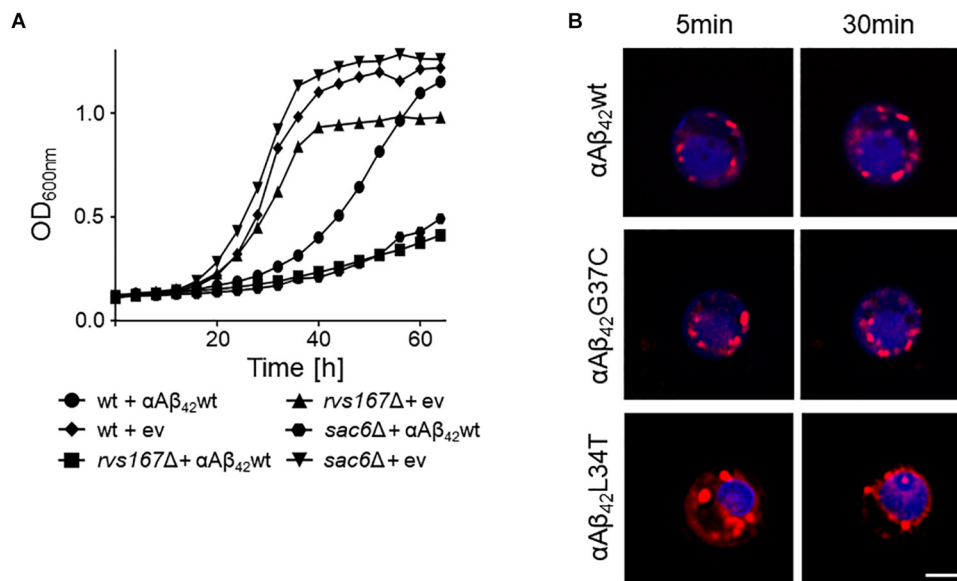 A
OD600nm
1.0
0.5
0.0
20 40 60
Time [h]
wt + αAβ42wt
wt + ev
rvs167Δ + αAβ42wt
rvs167Δ + ev
sac6Δ + αAβ42wt
sac6Δ + ev
B
5min 30min
αAβ42wt
αAβ42G37C
αAβ42L34T